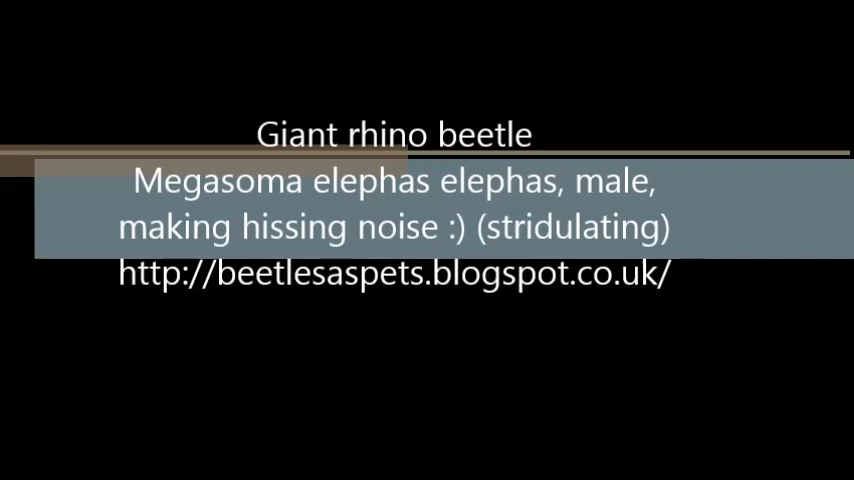 Giant rhino beetle
Megasoma elephas elephas, male,
making hissing noise :) (stridulating)
http://beetlesaspets.blogspot.co.uk/